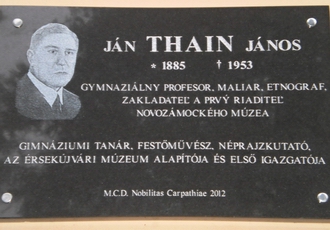 JÁN THAIN JÁNOS
* 1885 † 1953
GYMNAZIÁLNY PROFESOR, MALIAR, ETNOGRAF,
ZAKLADATEĽ A PRVÝ RIADITEĽ
NOVOZÁMOCKÉHO MÚZEA
GIMNÁZIUMI TANÁR, FESTŐMŰVÉSZ, NÉPRAJZKUTATÓ,
AZ ÉRSEKÚJVÁRI MÚZEUM ALAPÍTÓJA ÉS ELSŐ IGAZGATÓJA
M.C.D. Nobilitas Carpathiae 2012